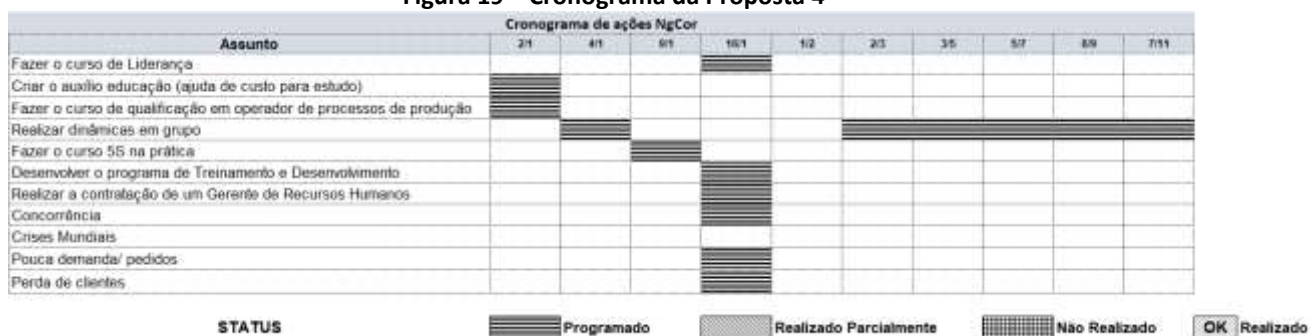 Figura 19 – Cronograma da Proposta 4
Cronograma de ações NgCor
Assunto 2/1 4/1 9/1 10/1 1/2 2/3 3/5 5/7 8/9 7/11
Fazer o curso de Liderança
Criar o auxílio educação (ajuda de custo para estudo)
Fazer o curso de qualificação em operador de processos de produção
Realizar dinâmicas em grupo
Fazer o curso 5S na prática
Desenvolver o programa de Treinamento e Desenvolvimento
Realizar a contratação de um Gerente de Recursos Humanos
Concorrência
Crises Mundiais
Pouca demanda/ pedidos
Perda de clientes
STATUS Programado Realizado Parcialmente Não Realizado OK Realizado